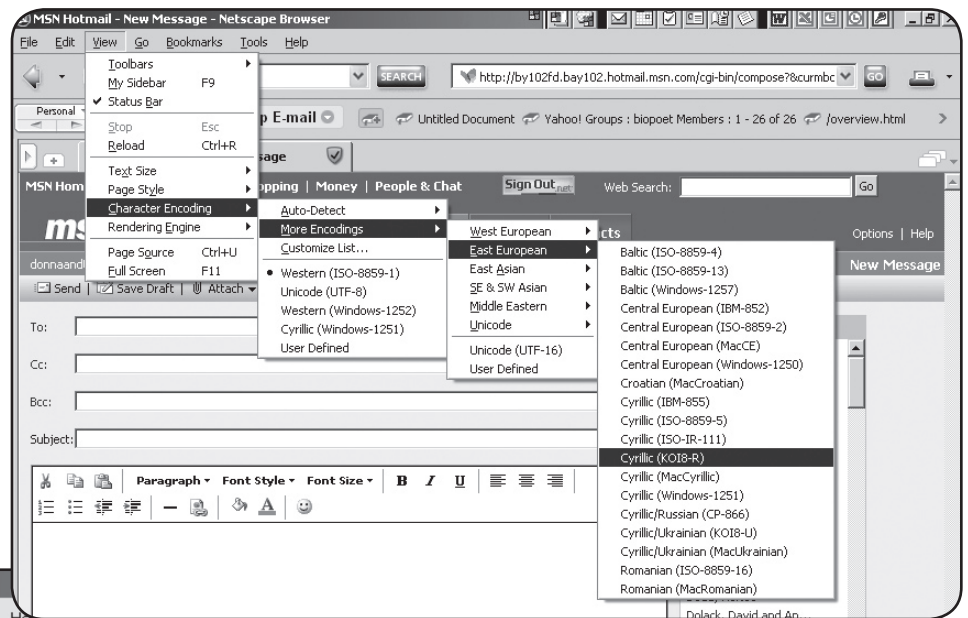 MSN Hotmail - New Message - Netscape Browser
File Edit View Go Bookmarks Tools Help
SEARCH
http://by102fd.bay102.hotmail.msn.com/cgi-bin/compose?&curmbc
GO
Personal
p E-mail
Untitled Document
Yahoo! Groups : biopoet Members : 1 - 26 of 26
/overview.html
Toolbars
My Sidebar F9
Status Bar
Stop Esc
Reload Ctrl+R
Text Size
Page Style
Character Encoding
Rendering Engine
Page Source Ctrl+U
Full Screen F11
sage
MSN Hom
opping | Money | People & Chat
Sign Out .net
Web Search:
Go
ms
cts
Options | Help
donnaand
New Message
Send | Save Draft | Attach
Auto-Detect
More Encodings
Customize List...
Western (ISO-8859-1)
Unicode (UTF-8)
Western (Windows-1252)
Cyrillic (Windows-1251)
User Defined
West European
East European
East Asian
SE & SW Asian
Middle Eastern
Unicode
Unicode (UTF-16)
User Defined
Baltic (ISO-8859-4)
Baltic (ISO-8859-13)
Baltic (Windows-1257)
Central European (IBM-852)
Central European (ISO-8859-2)
Central European (MacCE)
Central European (Windows-1250)
Croatian (MacCroatian)
Cyrillic (IBM-855)
Cyrillic (ISO-8859-5)
Cyrillic (ISO-IR-111)
Cyrillic (KOI8-R)
Cyrillic (MacCyrillic)
Cyrillic (Windows-1251)
Cyrillic/Russian (CP-866)
Cyrillic/Ukrainian (KOI8-U)
Cyrillic/Ukrainian (MacUkrainian)
Romanian (ISO-8859-16)
Romanian (MacRomanian)
To:
Cc:
Bcc:
Subject:
Paragraph Font Style Font Size B I U
A
Dolack, David and An...